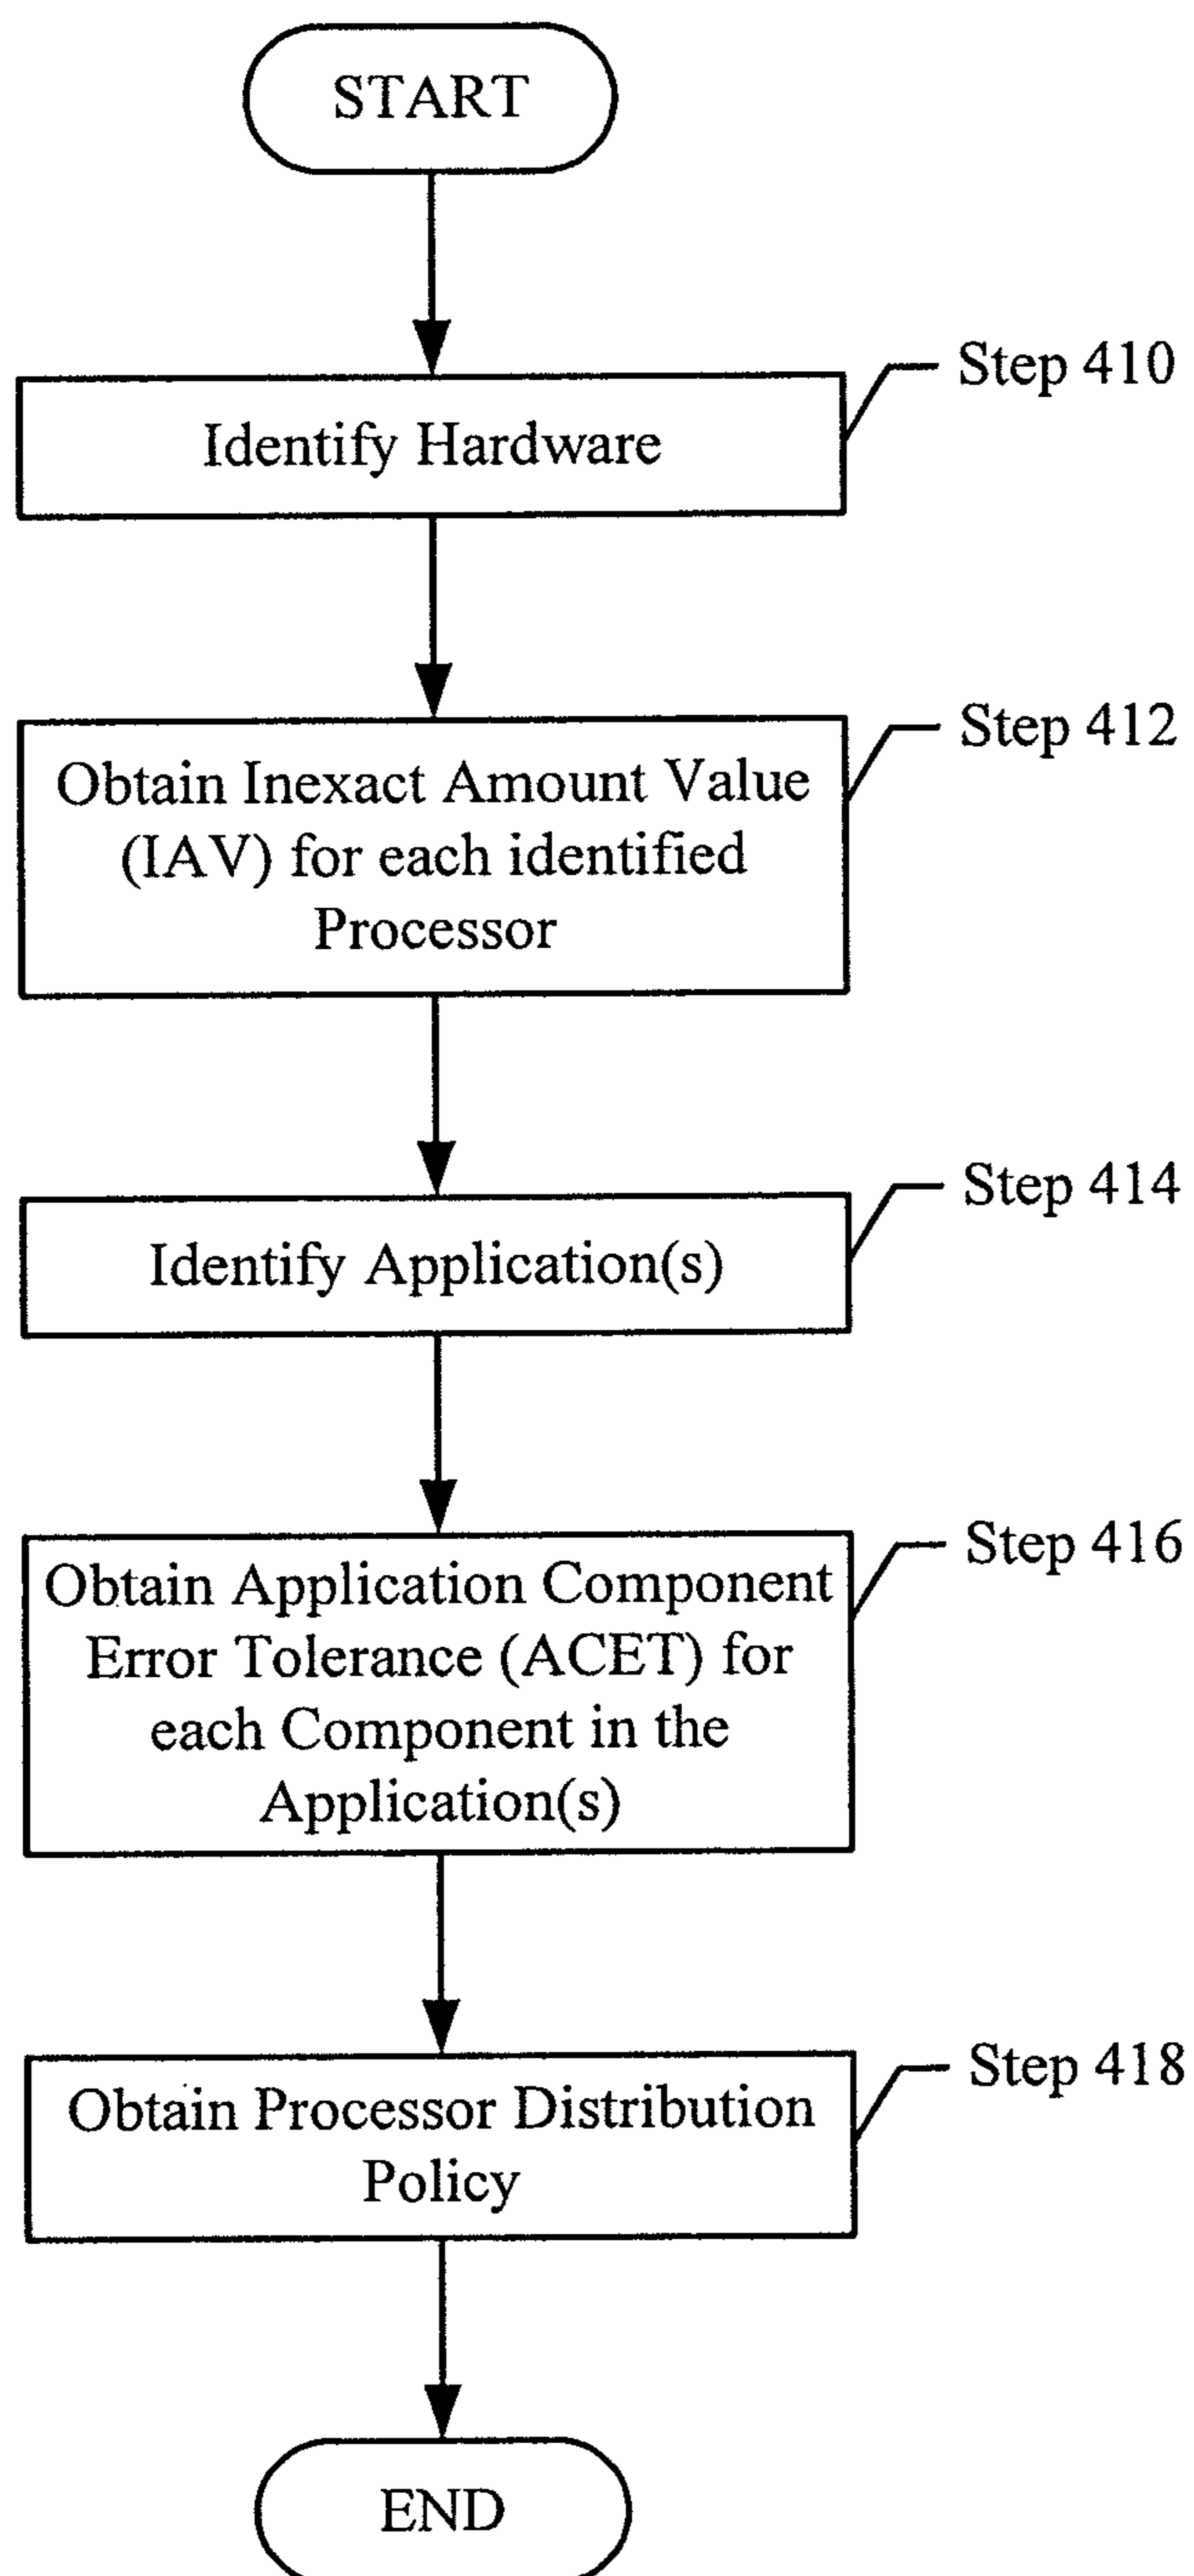 START
Step 410
Identify Hardware
Step 412
Obtain Inexact Amount Value
(IAV) for each identified
Processor
Step 414
Identify Application(s)
Step 416
Obtain Application Component
Error Tolerance (ACET) for
each Component in the
Application(s)
Step 418
Obtain Processor Distribution
Policy
END